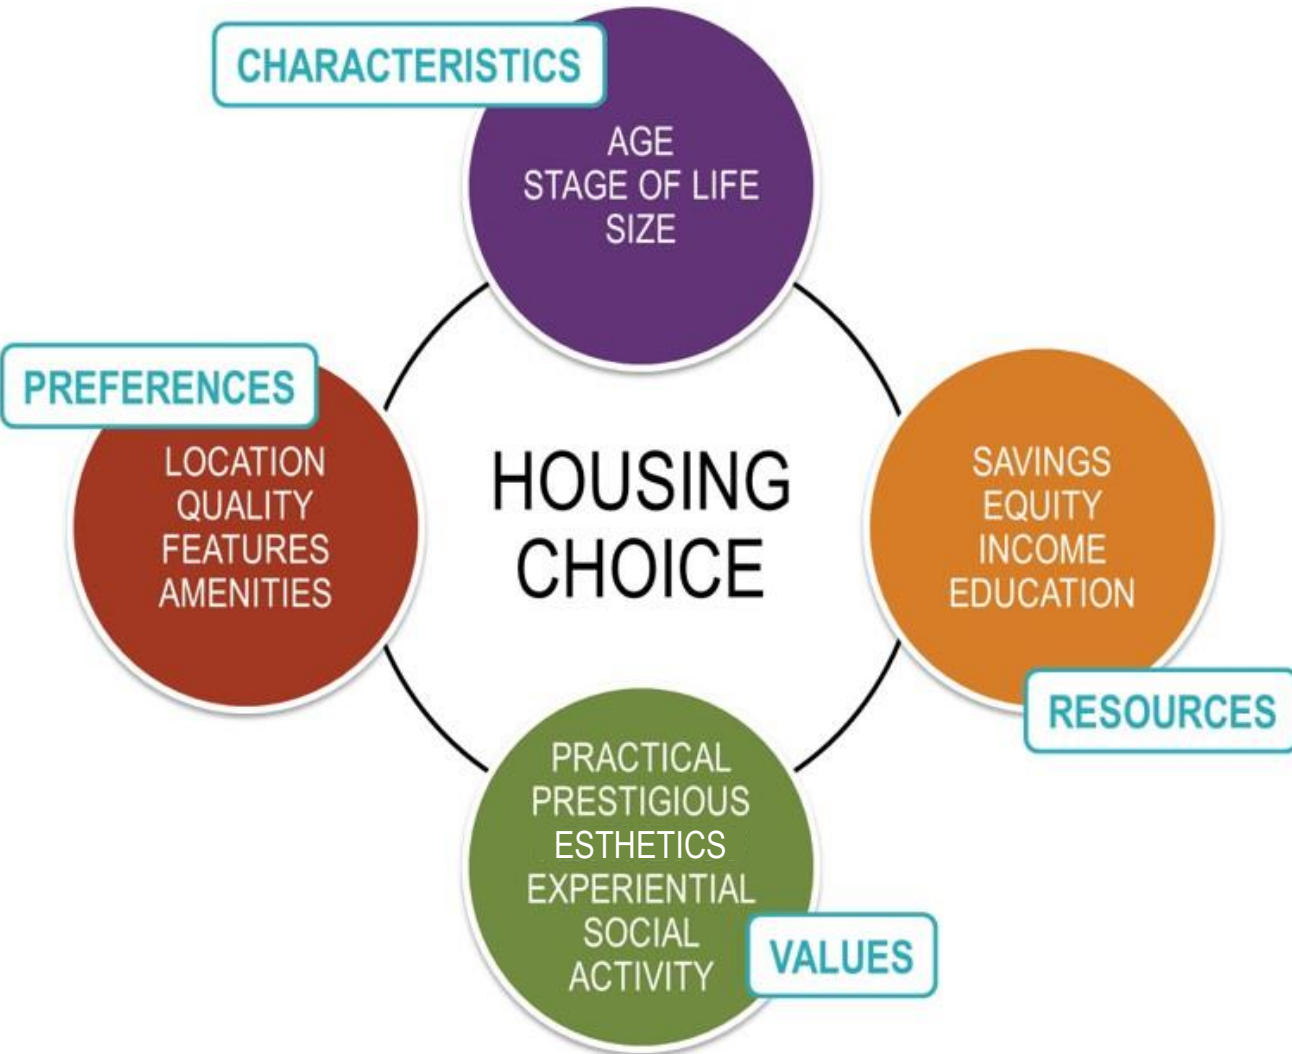 CHARACTERISTICS
AGE
STAGE OF LIFE
SIZE
PREFERENCES
LOCATION
QUALITY
FEATURES
AMENITIES
HOUSING
CHOICE
SAVINGS
EQUITY
INCOME
EDUCATION
RESOURCES
PRACTICAL
PRESTIGIOUS
ESTHETICS
EXPERIENTIAL
SOCIAL
ACTIVITY
VALUES